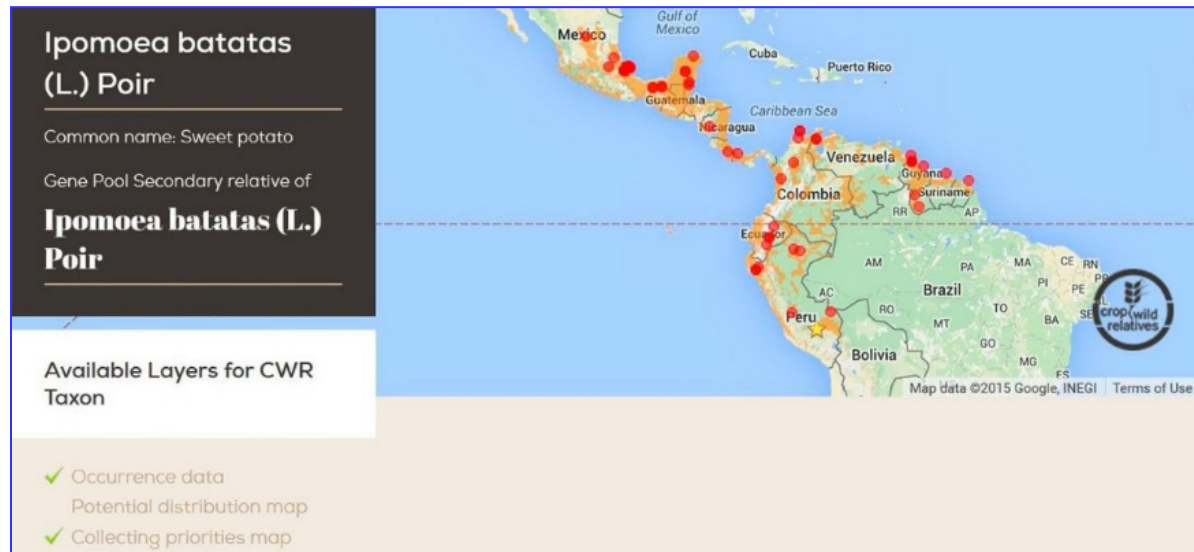 Ipomoea batatas
(L.) Poir
Common name: Sweet potato
Gene Pool Secondary relative of
Ipomoea batatas (L.)
Poir
Available Layers for CWR
Taxon
✓ Occurrence data
Potential distribution map
✓ Collecting priorities map
Gulf of
Mexico
Mexico
Cuba
Puerto Rico
Guatemala
Caribbean Sea
Nicaragua
Venezuela
Guyana
Suriname
Colombia
RR
AP
Ecuador
AM
PA
MA
CE
RN
PI
PE
AC
Brazil
TO
SE
Peru
RO
MT
BA
GO
Bolivia
MG
ES
crop wild
relatives
Map data ©2015 Google, INEGI
Terms of Use